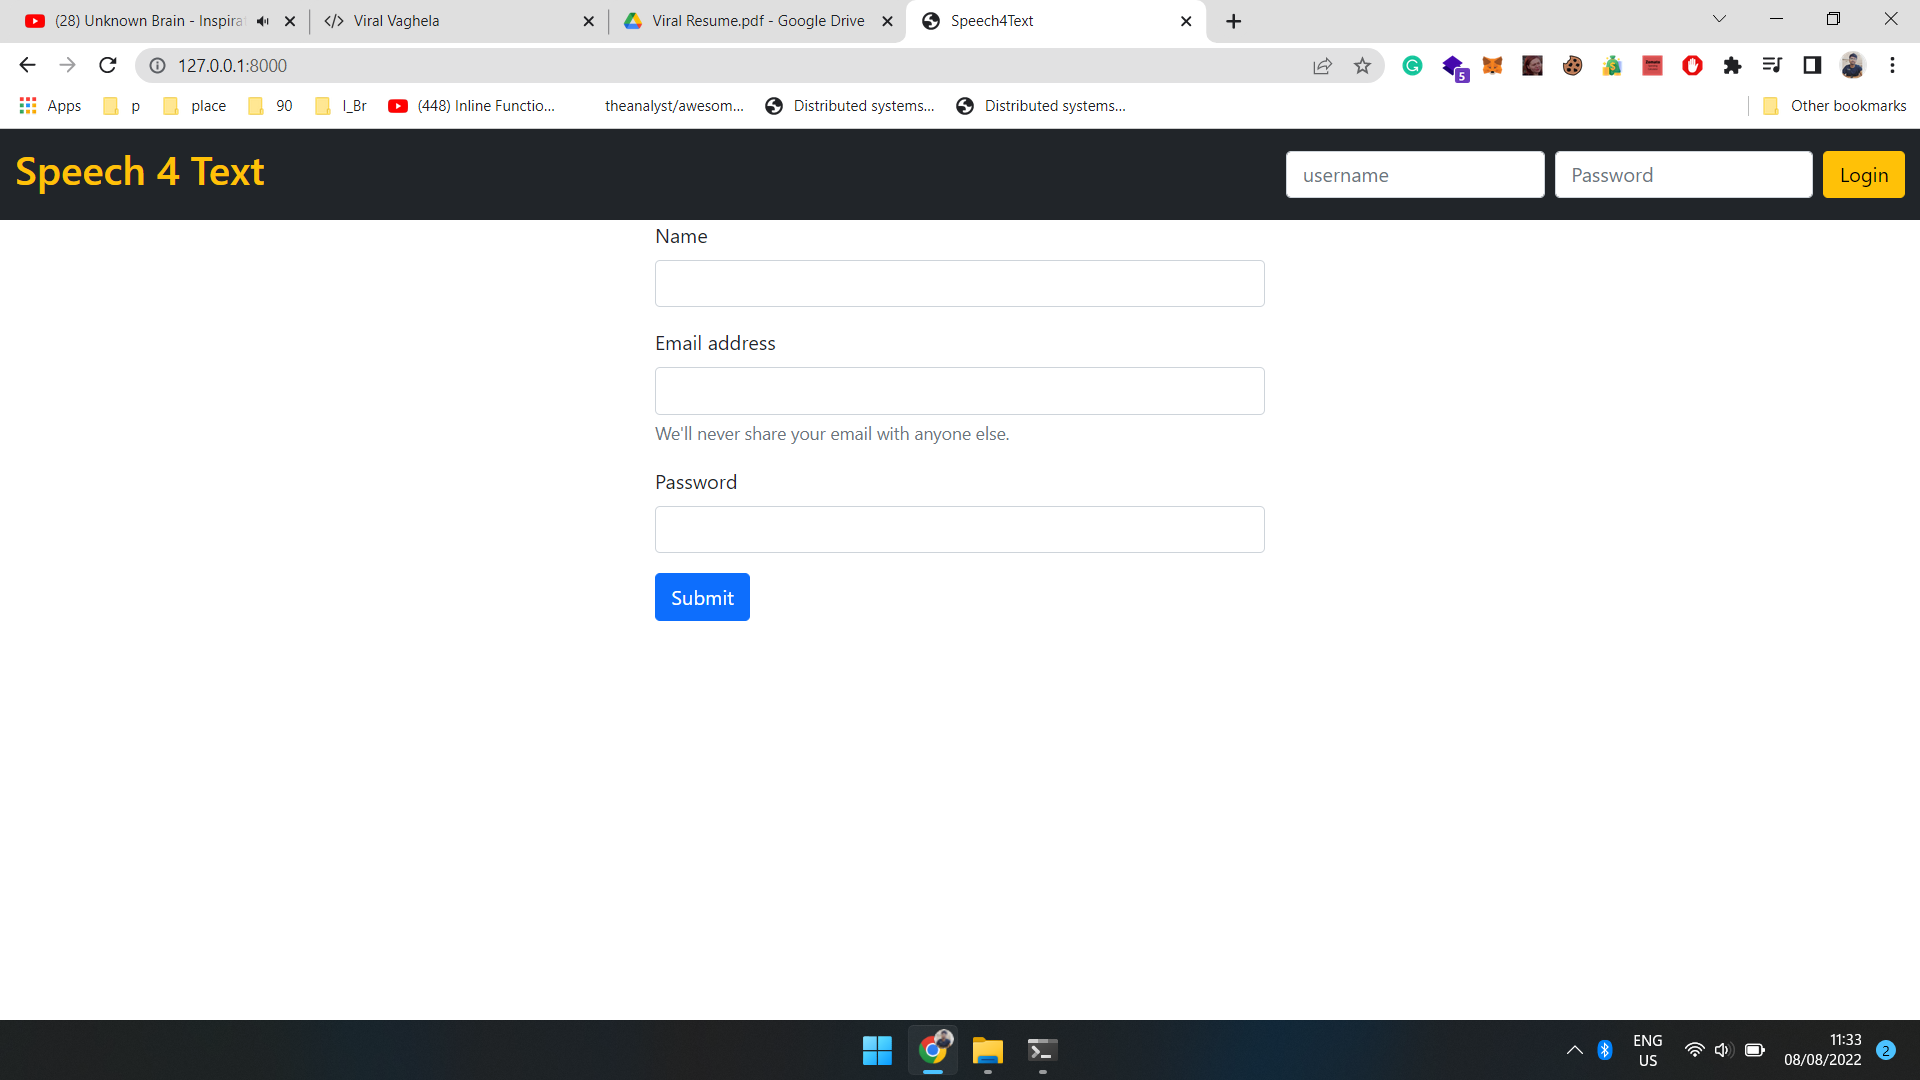 (28) Unknown Brain - Inspira
Viral Vaghela
Viral Resume.pdf - Google Drive
Speech4Text
127.0.0.1:8000
5
Apps
p
place
90
I_Br
(448) Inline Functio...
theanalyst/awesom...
Distributed systems...
Distributed systems...
Other bookmarks
Speech 4 Text
username
Password
Login
Name
Email address
We'll never share your email with anyone else.
Password
Submit
ENG
US
11:33
08/08/2022
2